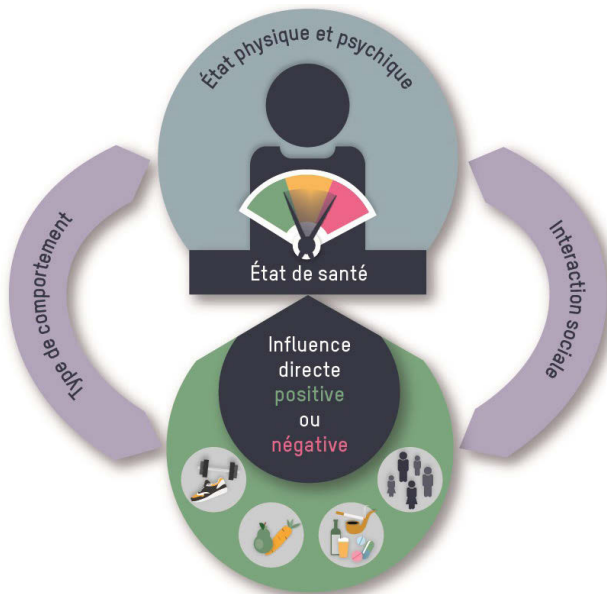 État physique et psychique
Type de comportement
Interaction sociale
État de santé
Influence
directe
positive
ou
négative